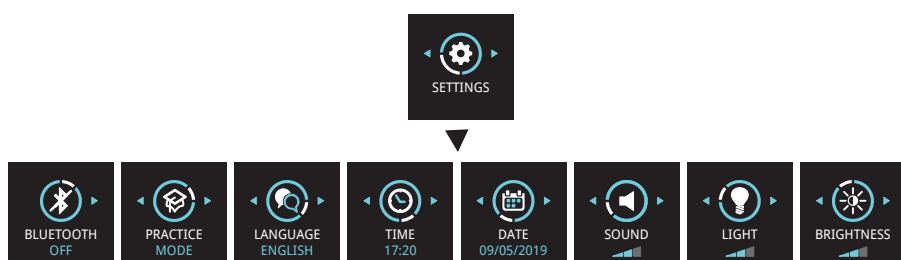 SETTINGS
BLUETOOTH
OFF
PRACTICE
MODE
LANGUAGE
ENGLISH
TIME
17:20
DATE
09/05/2019
SOUND
LIGHT
BRIGHTNESS